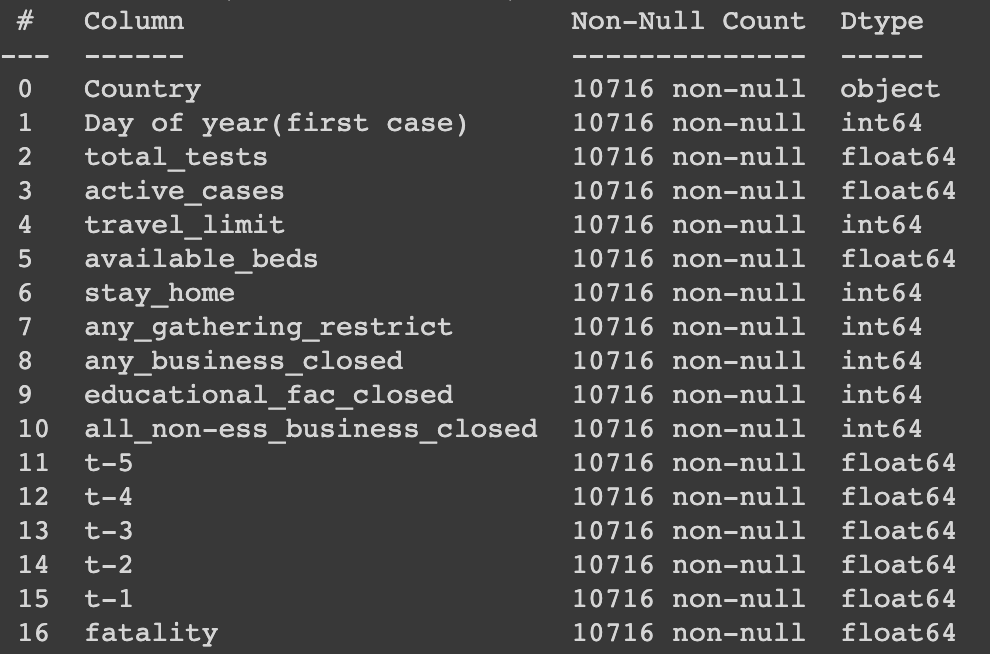 #   Column                      Non-Null Count  Dtype
---  ------                      --------------  -----
0   Country                     10716 non-null  object
1   Day of year(first case)     10716 non-null  int64
2   total_tests                 10716 non-null  float64
3   active_cases                10716 non-null  float64
4   travel_limit                10716 non-null  int64
5   available_beds              10716 non-null  float64
6   stay_home                   10716 non-null  int64
7   any_gathering_restrict      10716 non-null  int64
8   any_business_closed         10716 non-null  int64
9   educational_fac_closed      10716 non-null  int64
10  all_non-ess_business_closed  10716 non-null  int64
11  t-5                         10716 non-null  float64
12  t-4                         10716 non-null  float64
13  t-3                         10716 non-null  float64
14  t-2                         10716 non-null  float64
15  t-1                         10716 non-null  float64
16  fatality                    10716 non-null  float64